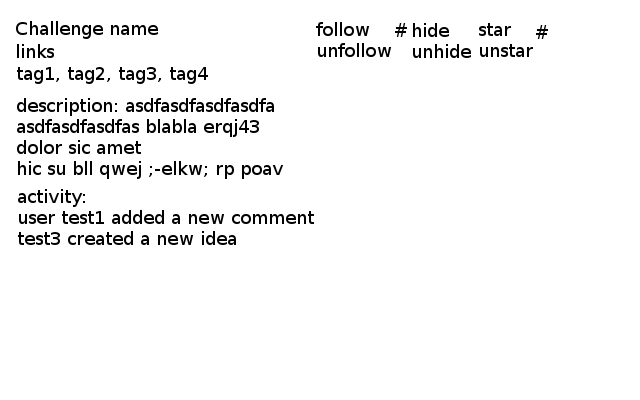 Challenge name
links
tag1, tag2, tag3, tag4
follow # hide star #
unfollow unhide unstar
description: asdfasdfasdfasdfa
asdfasdfasdfas blabla erqj43
dolor sic amet
hic su bll qwej ;-elkw; rp poav
activity:
user test1 added a new comment
test3 created a new idea